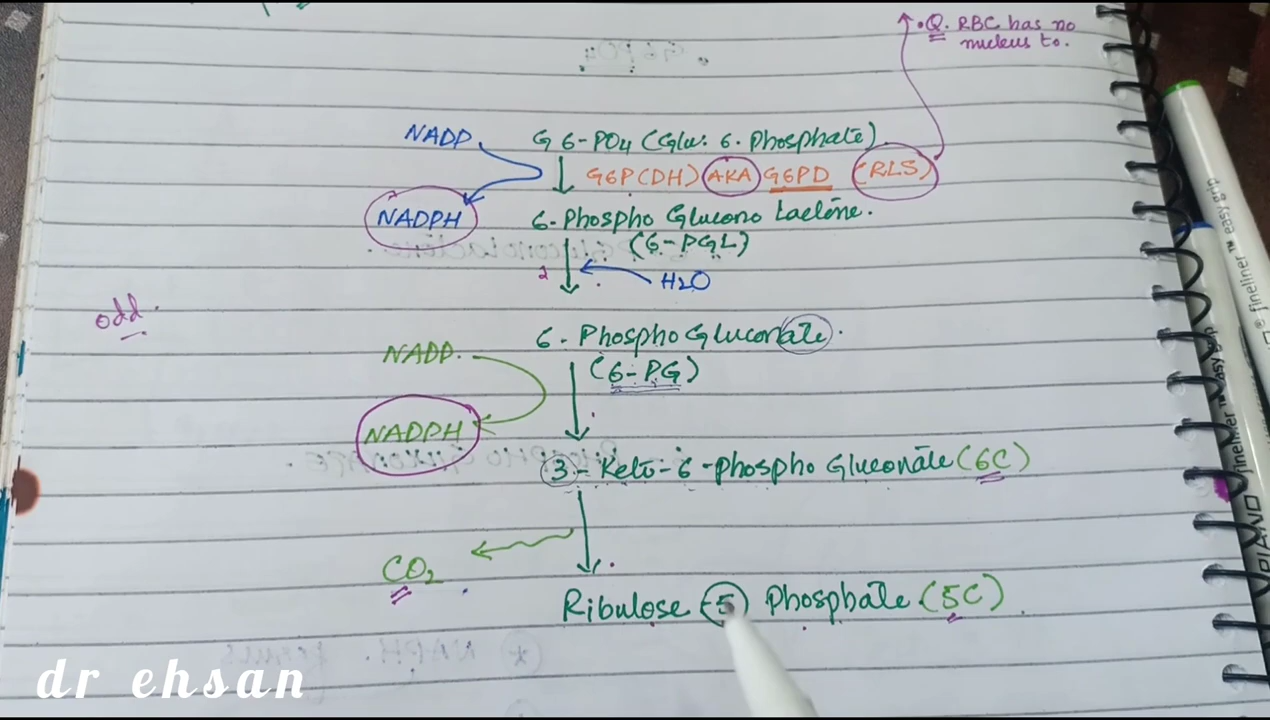 .Q. RBC has no
nucleus to.
NADP G 6-PO4 (Glu. 6. Phosphate)
G6P(DH) AKA G6PD (RLS)
NADPH 6-Phospho Glucono Lactone.
(6-PGL)
2 H2O
odd.
6. Phospho Gluconate.
NADP. (6-PG)
NADPH
3-Keto-6-phospho Gluconate (6C)
CO2
Ribulose (5) Phosphate (5C)
dr ehsan